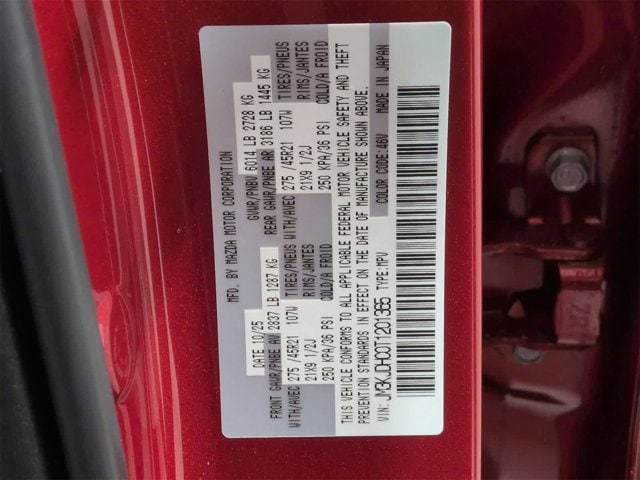 MFD. BY MAZDA MOTOR CORPORATION
DATE 10/25 GVWR/PNBV 6014 LB 2728 KG
FRONT GAWR/PNBE AV 2837 LB 1287 KG REAR GAWR/PNBE AR 3186 LB 1445 KG
WITH/AVEC 275 /45R21 107W TIRES/PNEUS WITH/AVEC 275 /45R21 107W TIRES/PNEUS
21X9 1/2J RIMS/JANTES 21X9 1/2J RIMS/JANTES
250 KPA/36 PSI COLD/A FROID 250 KPA/36 PSI COLD/A FROID
THIS VEHICLE CONFORMS TO ALL APPLICABLE FEDERAL MOTOR VEHICLE SAFETY AND THEFT
PREVENTION STANDARDS IN EFFECT ON THE DATE OF MANUFACTURE SHOWN ABOVE.
MADE IN JAPAN
VIN: JM3KJDHC0T1201395 TYPE:MPV COLOR CODE:46V